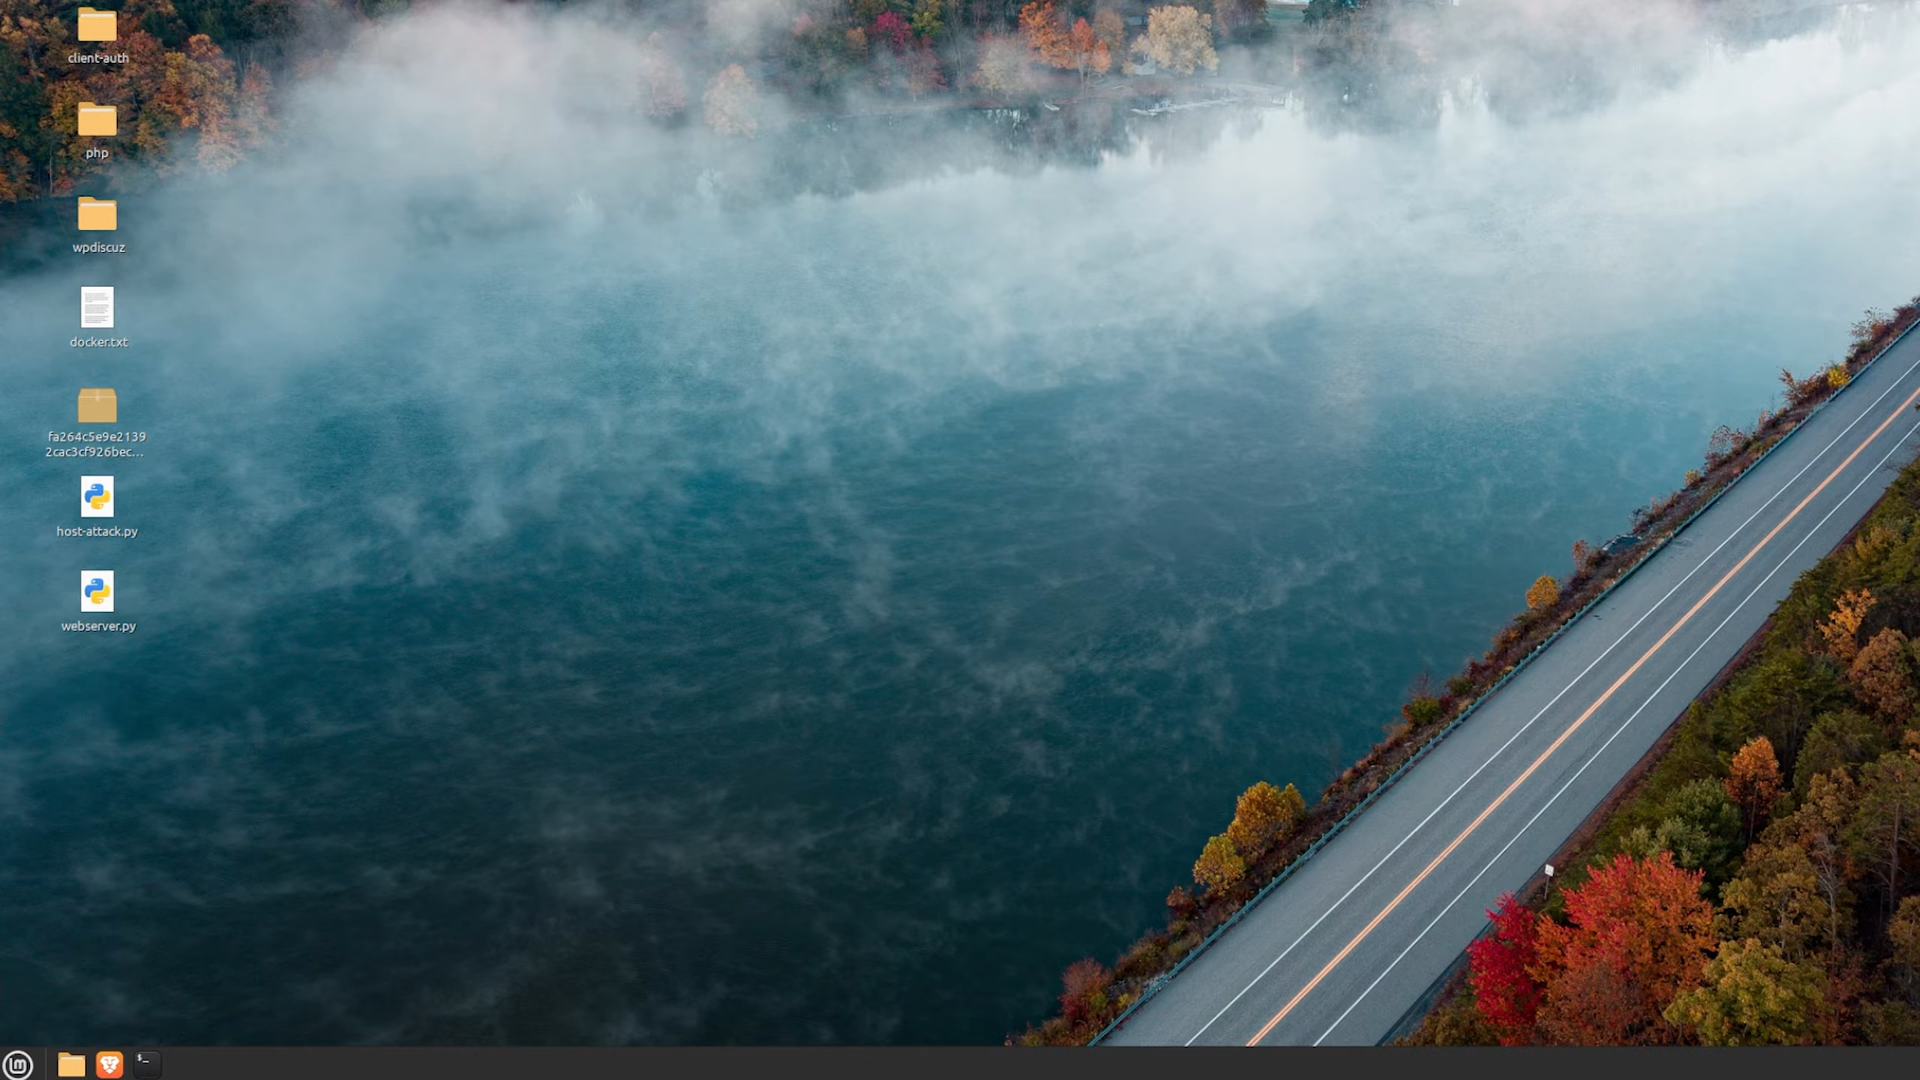 client-auth
php
wpdiscuz
docker.txt
fa264c5e9e2139
2cac3cf926bec...
host-attack.py
webserver.py